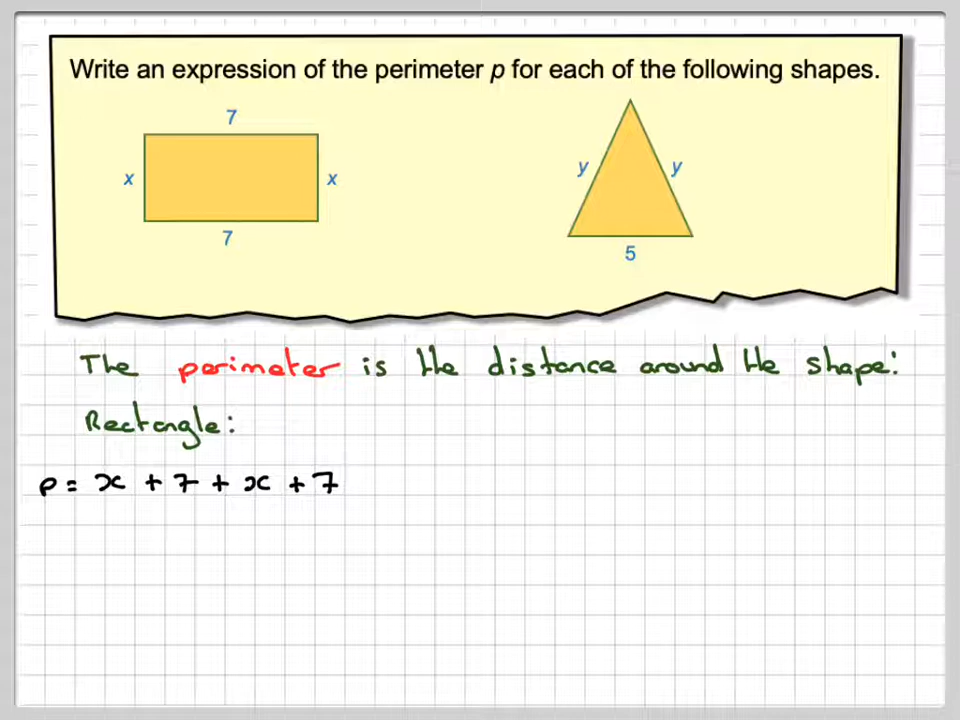 Write an expression of the perimeter p for each of the following shapes.
7
x
x
7
y
y
5
The perimeter is the distance around the shape:
Rectangle:
p = x + 7 + x + 7